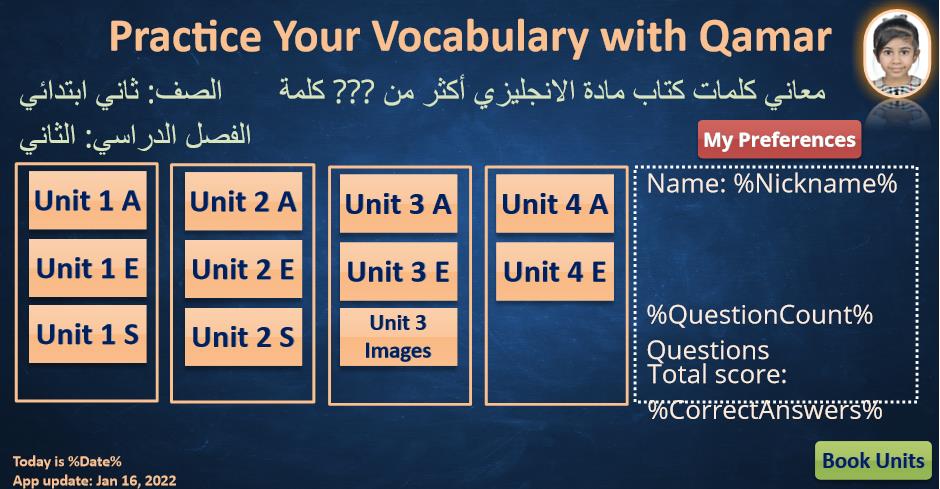 Practice Your Vocabulary with Qamar
معاني كلمات كتاب مادة الانجليزي أكثر من ??? كلمة
الصف: ثاني ابتدائي
الفصل الدراسي: الثاني
My Preferences
Unit 1 A
Unit 1 E
Unit 1 S
Unit 2 A
Unit 2 E
Unit 2 S
Unit 3 A
Unit 3 E
Unit 3
Images
Unit 4 A
Unit 4 E
Name: %Nickname%
%QuestionCount%
Questions
Total score:
%CorrectAnswers%
Today is %Date%
App update: Jan 16, 2022
Book Units